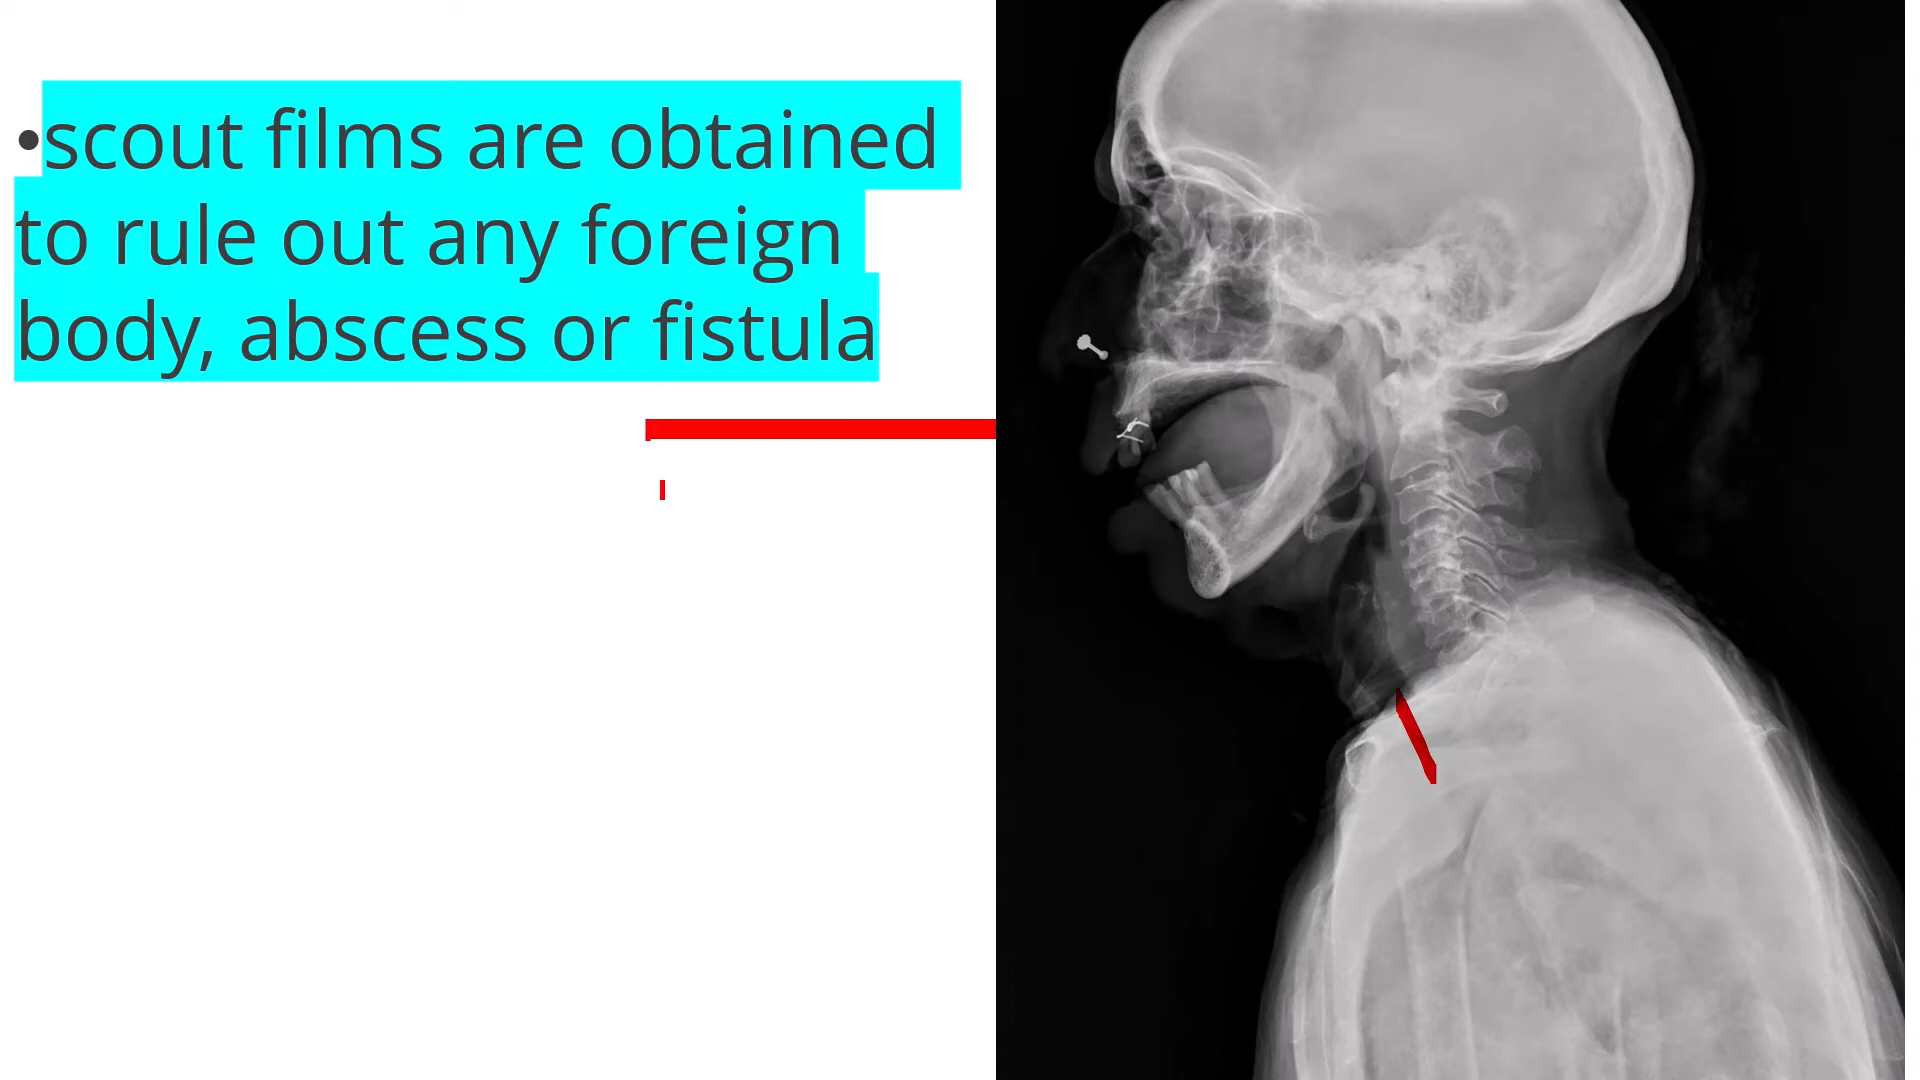 •scout films are obtained
to rule out any foreign
body, abscess or fistula